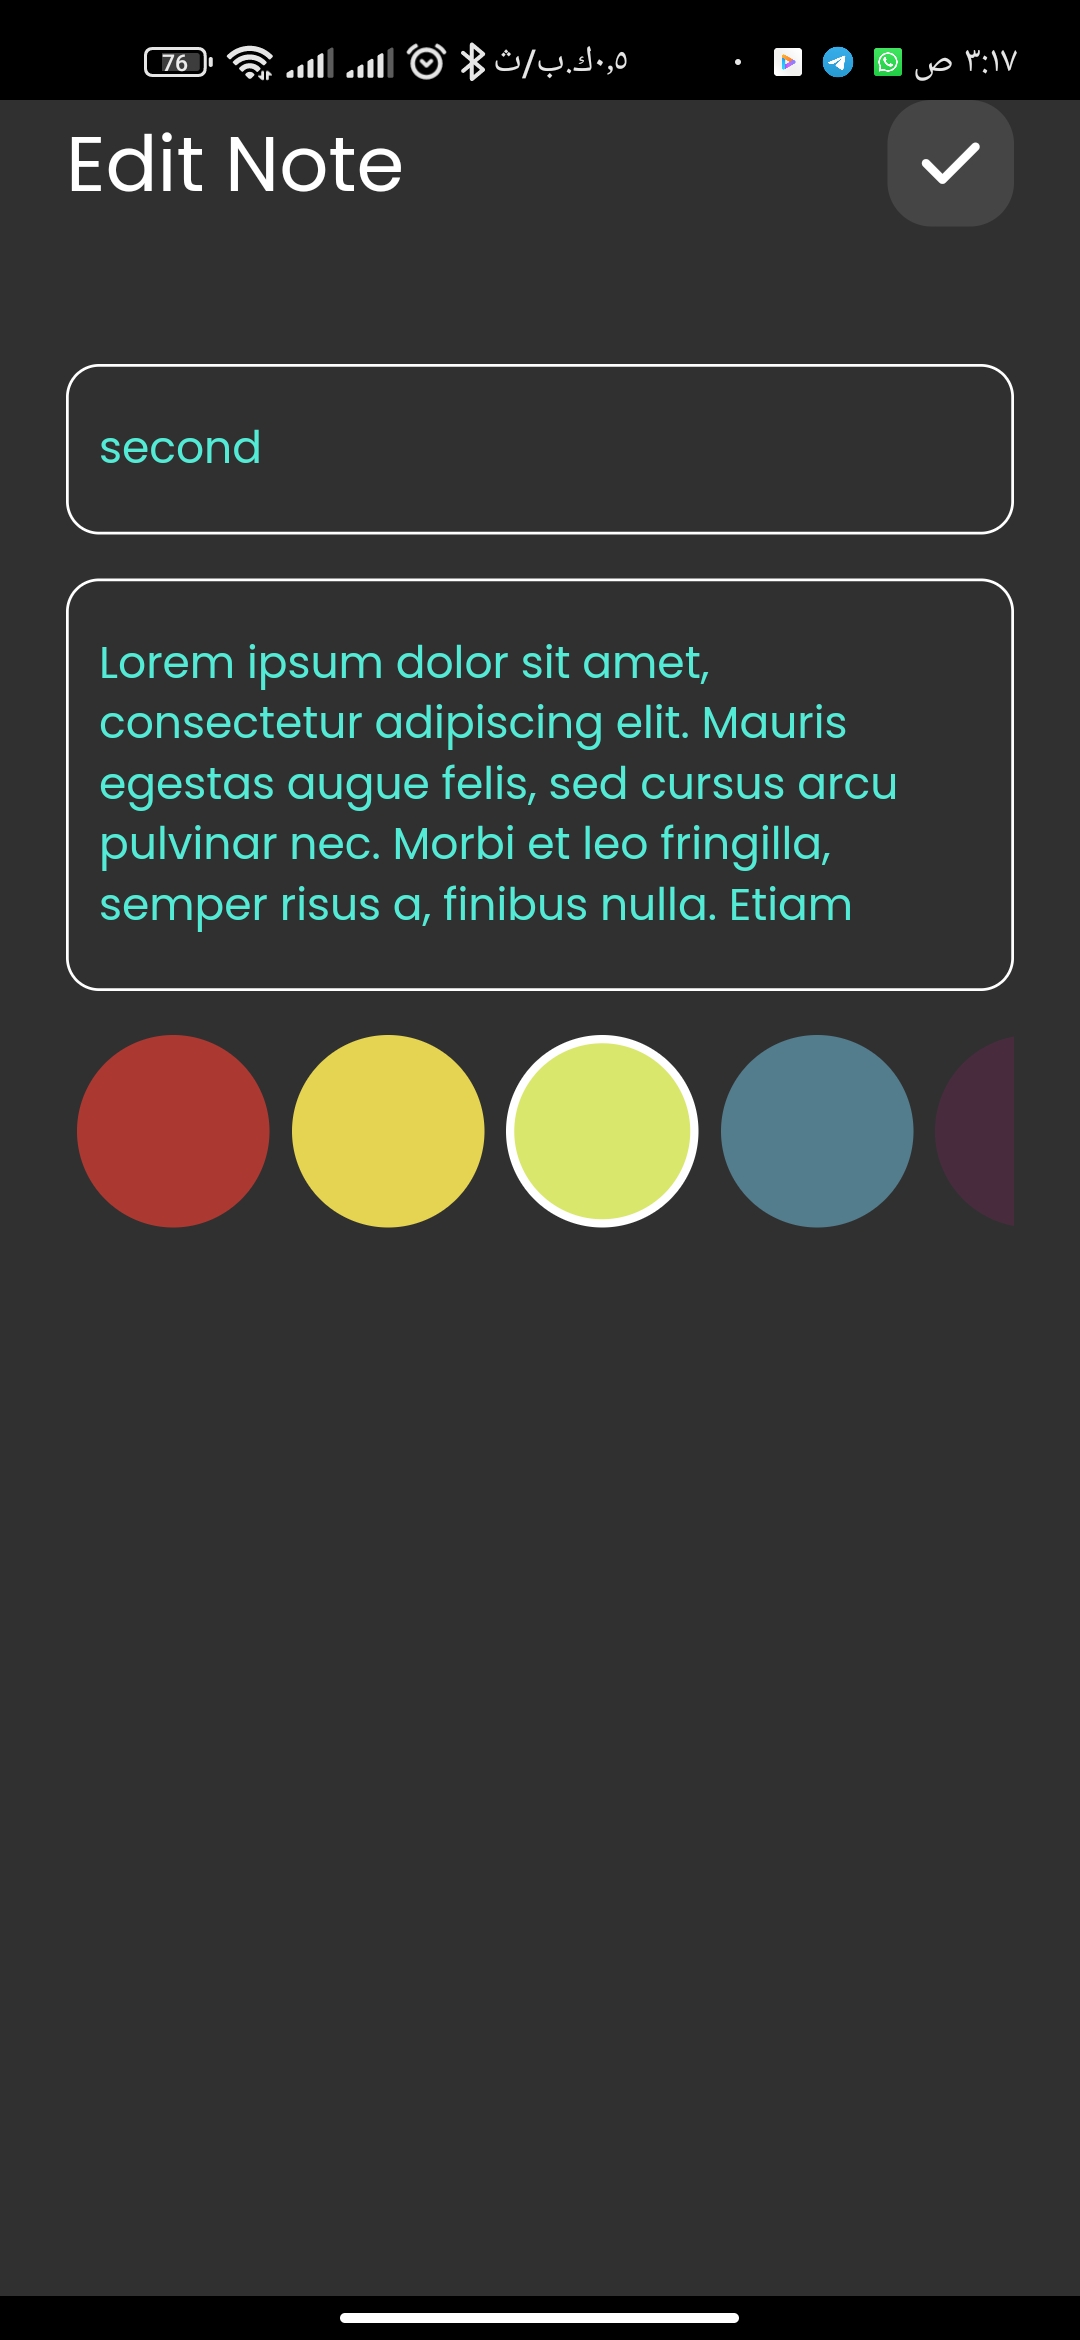 76 ٠,٥ك.ب/ث ٣:١٧ ص
Edit Note
second
Lorem ipsum dolor sit amet,
consectetur adipiscing elit. Mauris
egestas augue felis, sed cursus arcu
pulvinar nec. Morbi et leo fringilla,
semper risus a, finibus nulla. Etiam